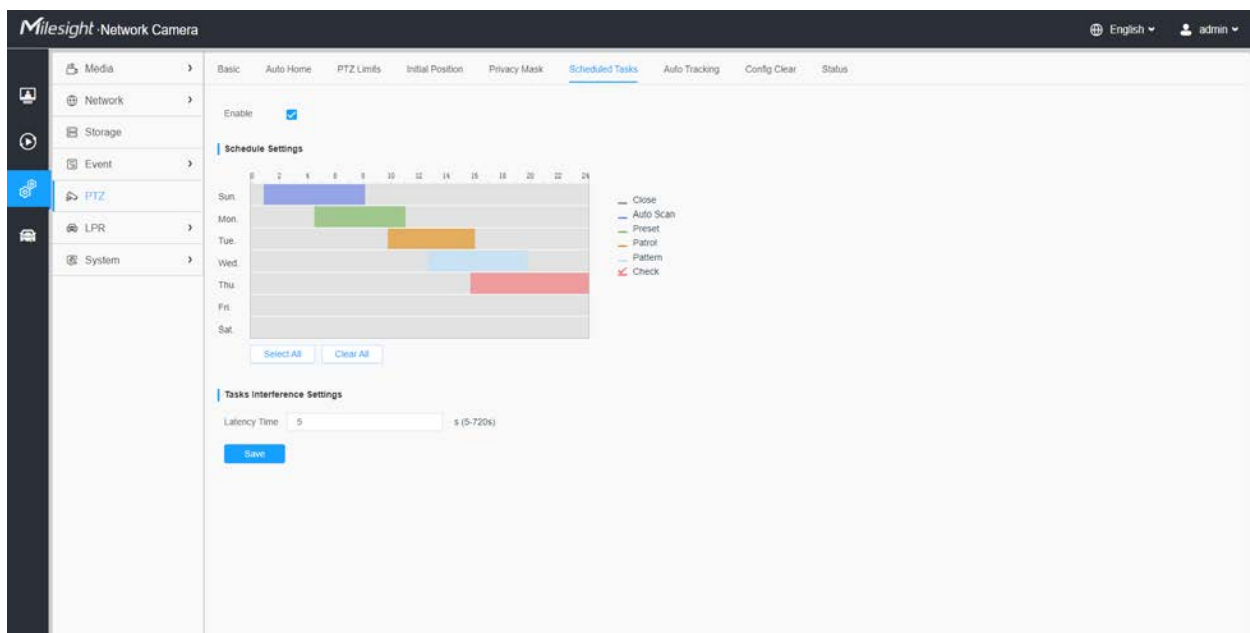 Milesight · Network Camera
English
admin
Media
Network
Storage
Event
PTZ
LPR
System
Basic Auto Home PTZ Limits Initial Position Privacy Mask Scheduled Tasks Auto Tracking Config Clear Status
Enable
Schedule Settings
0 2 4 6 8 10 12 14 16 18 20 22 24
Sun.
Mon.
Tue.
Wed.
Thu.
Fri.
Sat.
Close
Auto Scan
Preset
Patrol
Pattern
Check
Select All Clear All
Tasks Interference Settings
Latency Time 5 s (5-720s)
Save